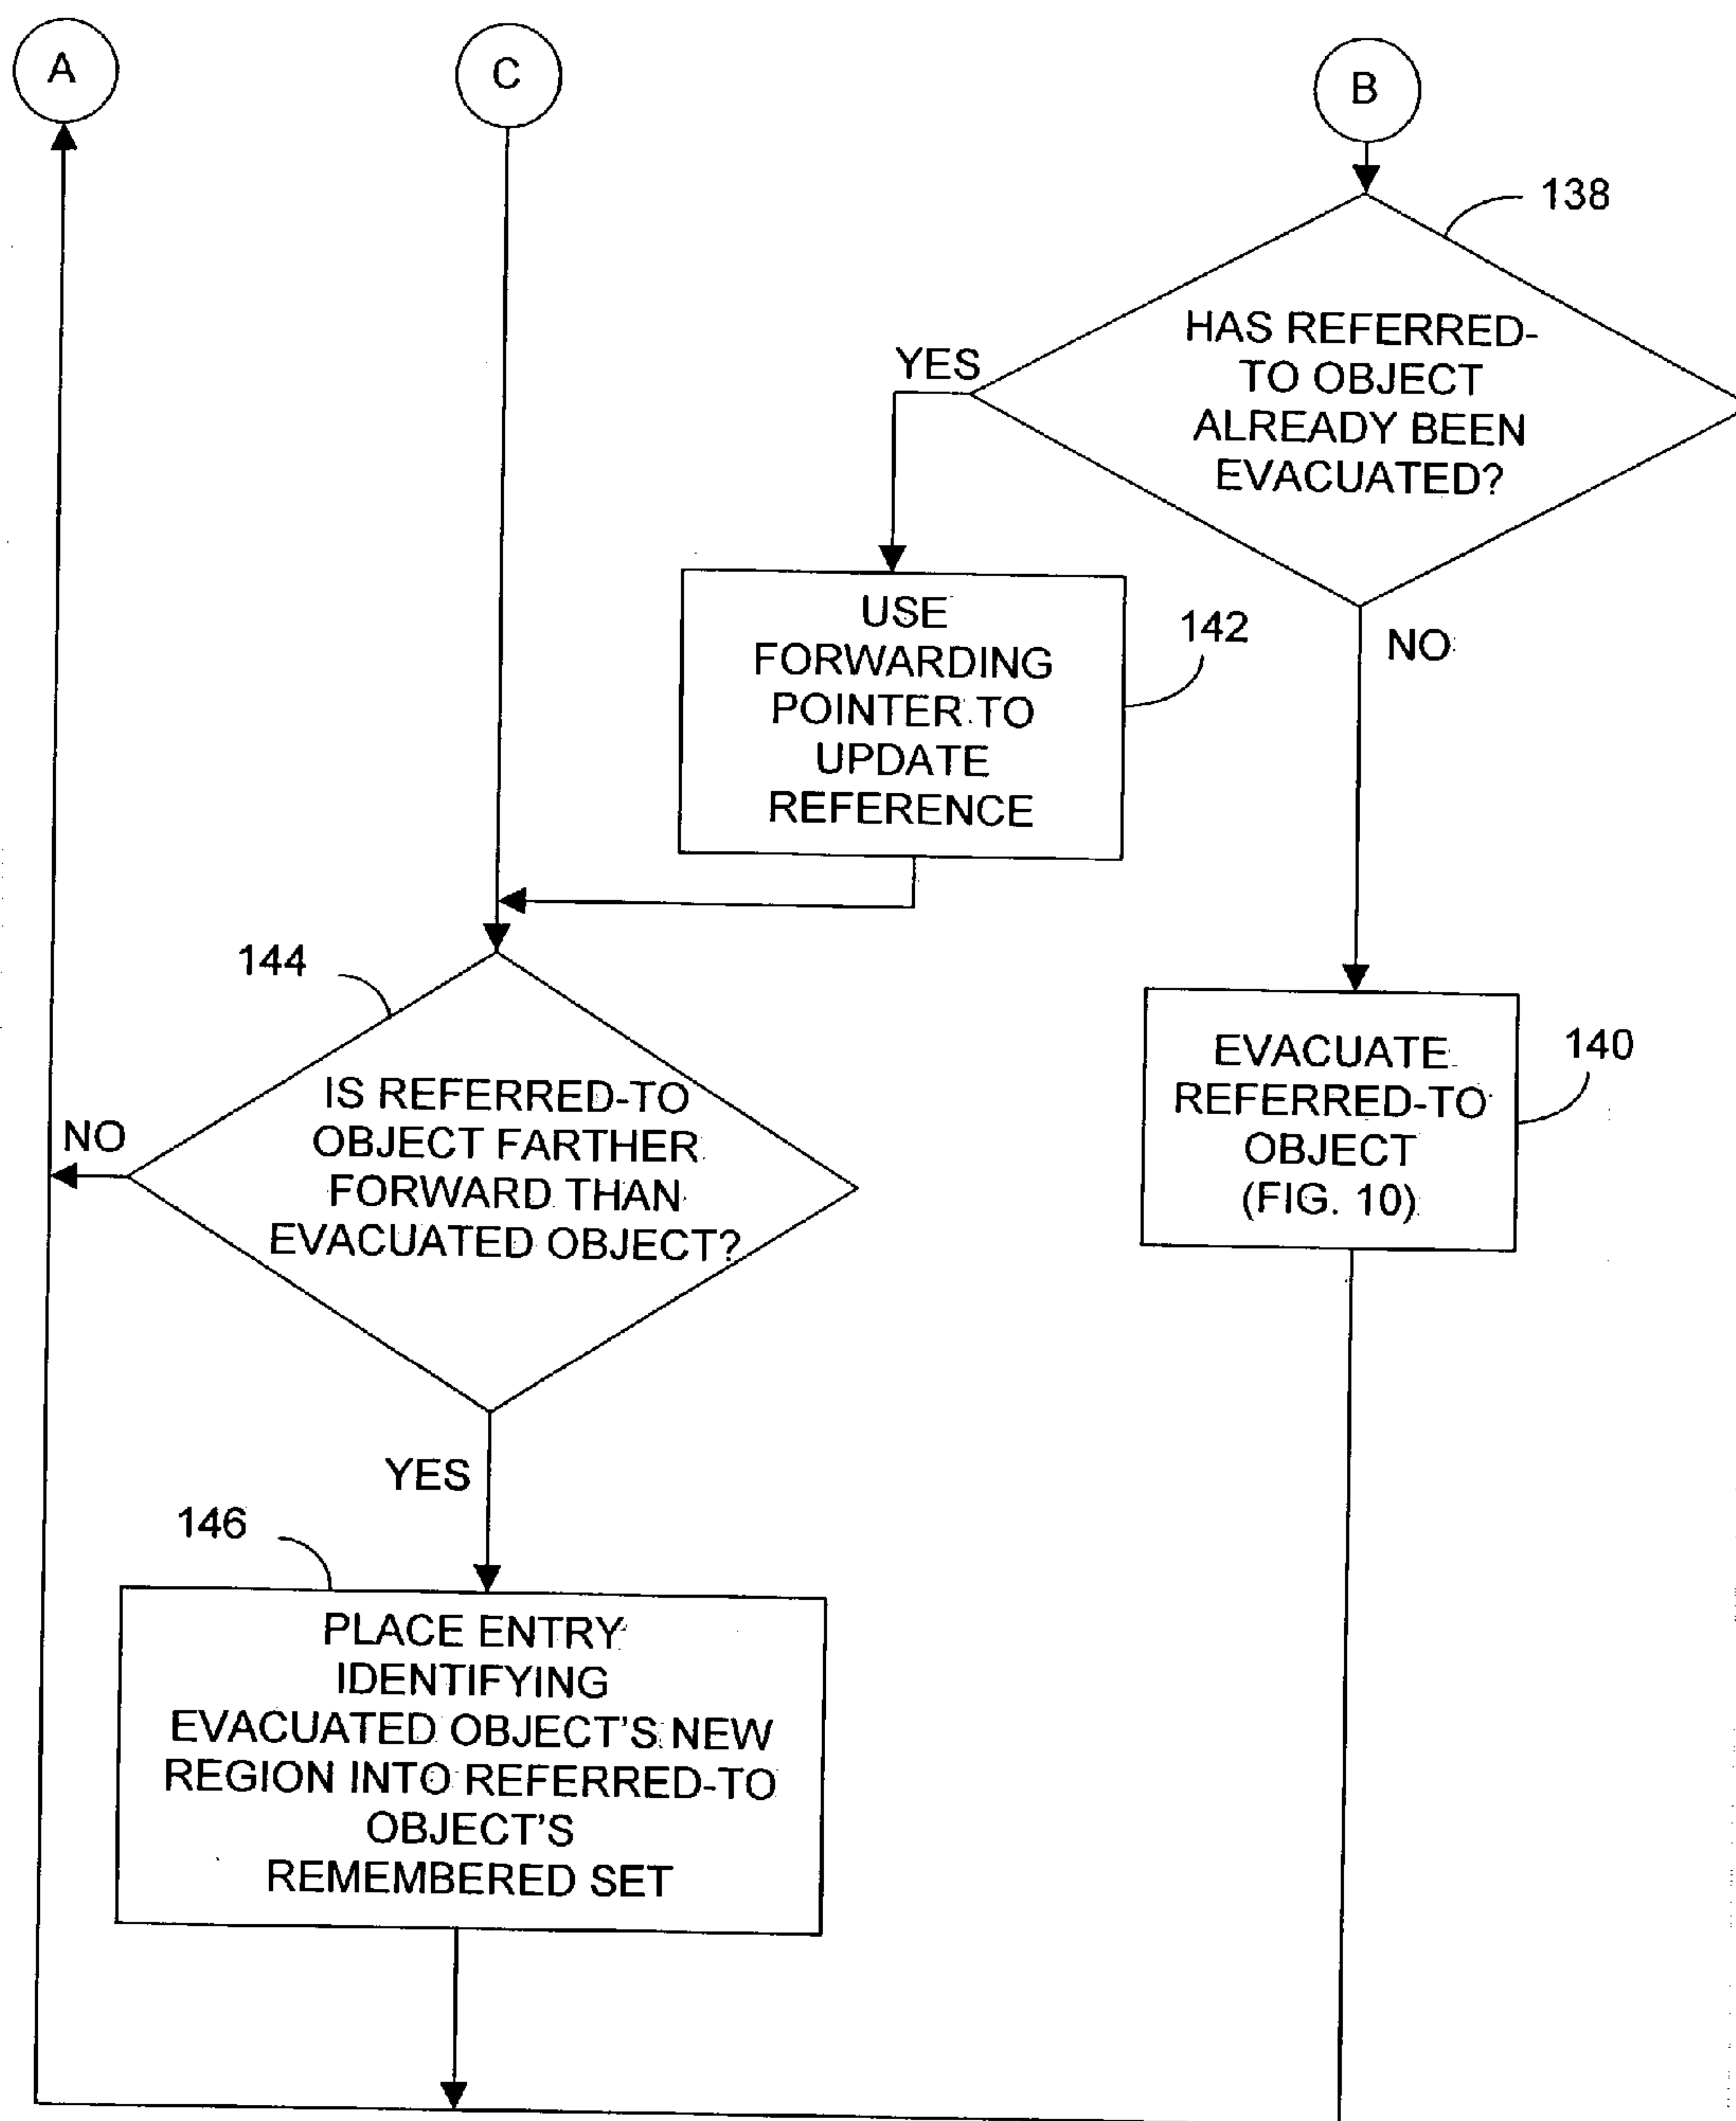 A
C
B
138
HAS REFERRED-
TO OBJECT
ALREADY BEEN
EVACUATED?
YES
NO
USE
FORWARDING
POINTER TO
UPDATE
REFERENCE
142
144
IS REFERRED-TO
OBJECT FARTHER
FORWARD THAN
EVACUATED OBJECT?
NO
YES
EVACUATE
REFERRED-TO
OBJECT
(FIG. 10)
140
146
PLACE ENTRY
IDENTIFYING
EVACUATED OBJECT'S NEW
REGION INTO REFERRED-TO
OBJECT'S
REMEMBERED SET